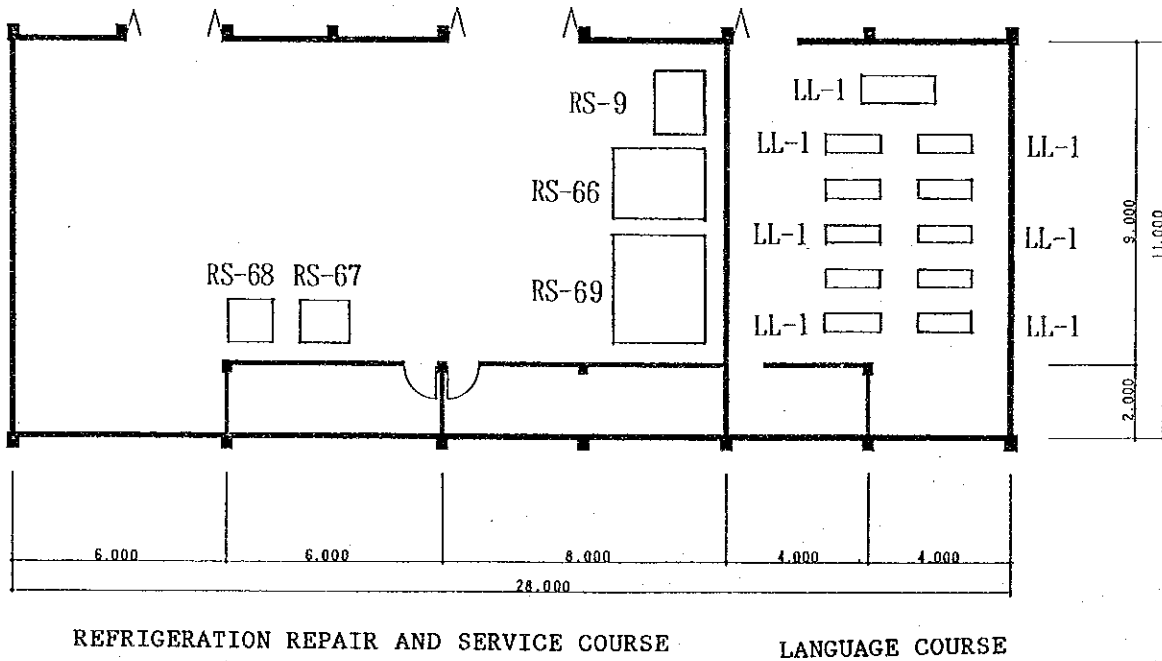 RS-9
LL-1
LL-1
LL-1
RS-66
LL-1
LL-1
9.000
11.000
RS-68
RS-67
RS-69
LL-1
LL-1
2.000
6.000
6.000
8.000
4.000
4.000
28.000
REFRIGERATION REPAIR AND SERVICE COURSE
LANGUAGE COURSE